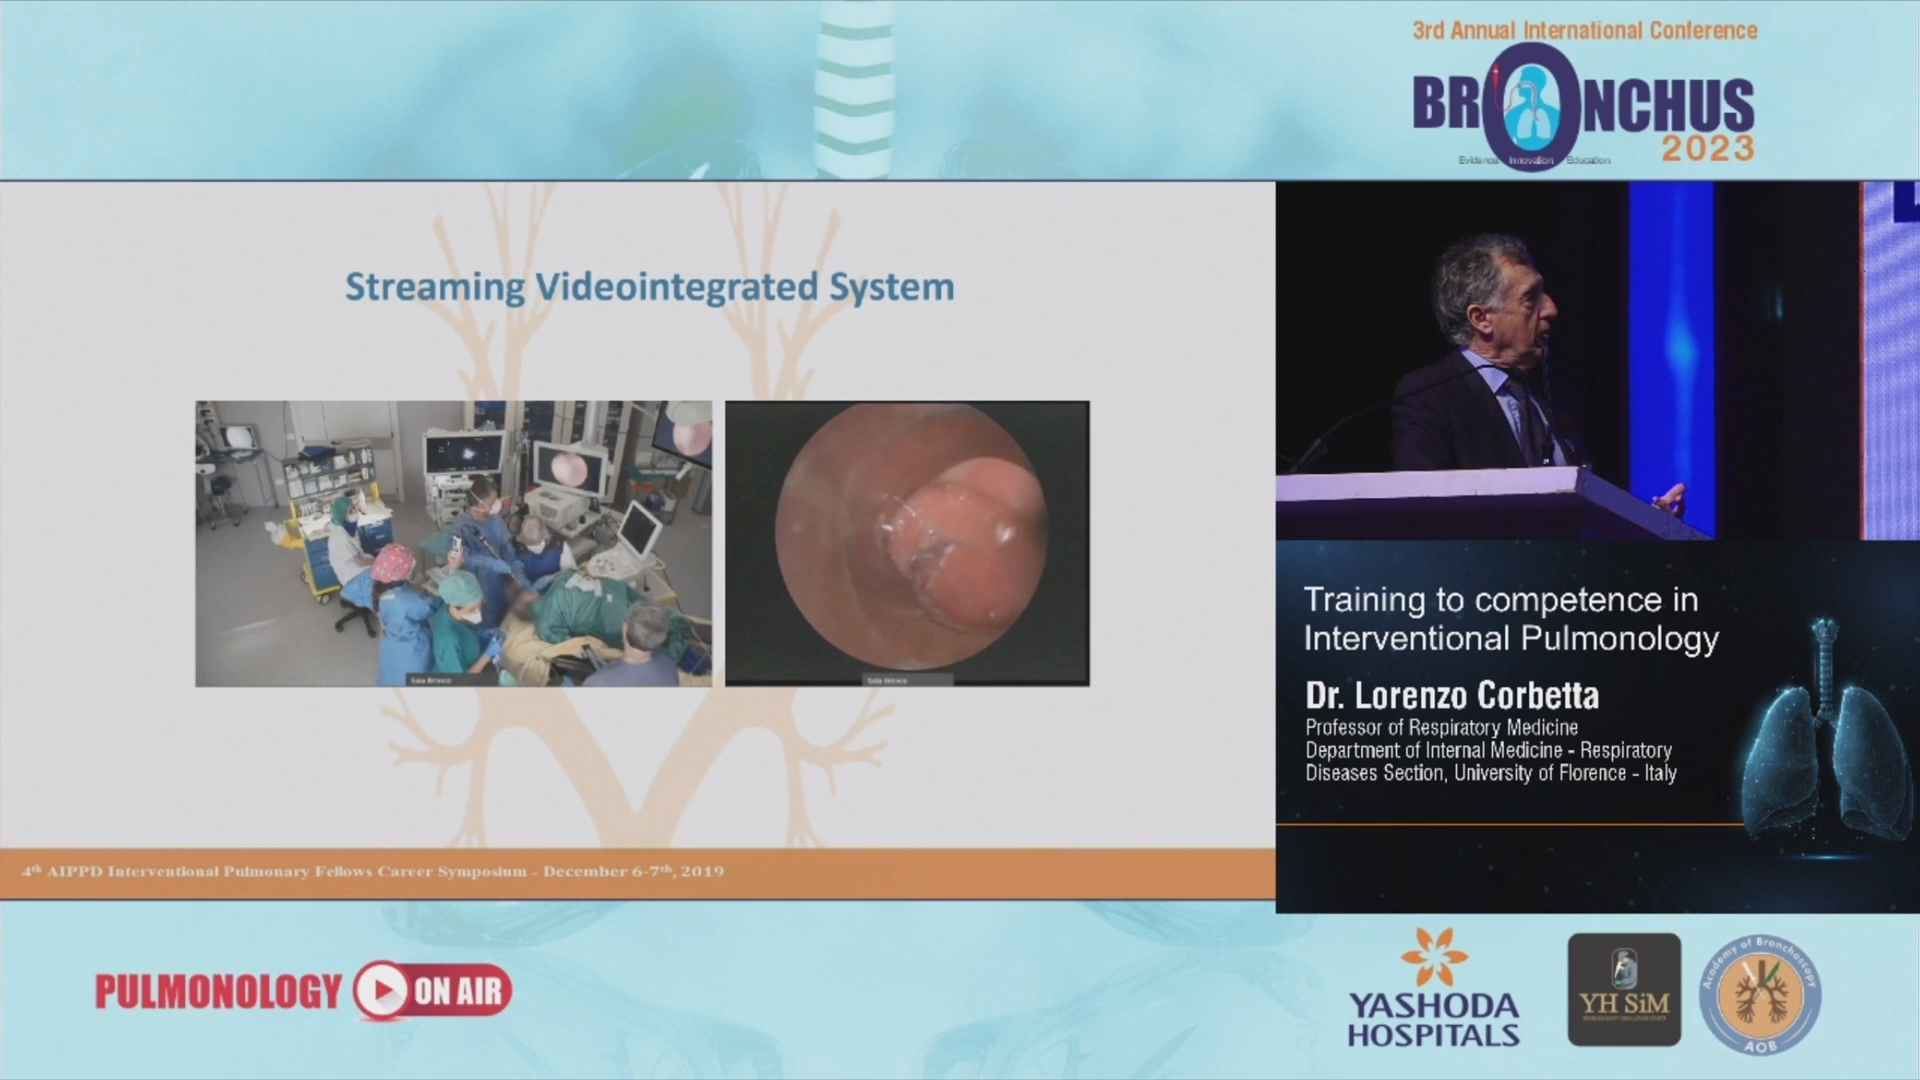 3rd Annual International Conference
BRONCHUS
2023
Evidence Innovation Education
Streaming Videointegrated System
Sala Bronco
Sala Bronco
4th AIPPD Interventional Pulmonary Fellows Career Symposium - December 6-7th, 2019
Training to competence in
Interventional Pulmonology
Dr. Lorenzo Corbetta
Professor of Respiratory Medicine
Department of Internal Medicine - Respiratory
Diseases Section, University of Florence - Italy
PULMONOLOGY ON AIR
YASHODA
HOSPITALS
YH SiM
Academy of Bronchoscopy
AOB